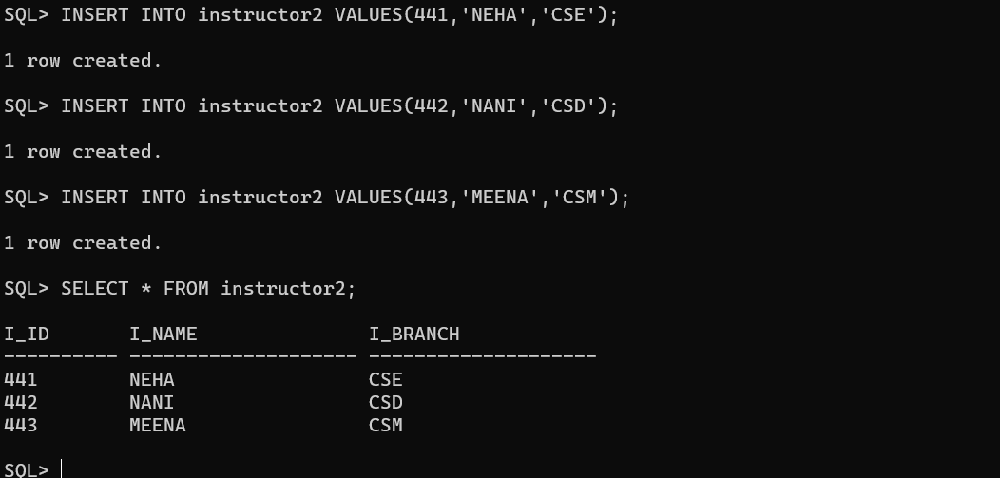 SQL> INSERT INTO instructor2 VALUES(441,'NEHA','CSE');
1 row created.
SQL> INSERT INTO instructor2 VALUES(442,'NANI','CSD');
1 row created.
SQL> INSERT INTO instructor2 VALUES(443,'MEENA','CSM');
1 row created.
SQL> SELECT * FROM instructor2;
I_ID       I_NAME               I_BRANCH
---------- -------------------- --------------------
441        NEHA                 CSE
442        NANI                 CSD
443        MEENA                CSM
SQL>